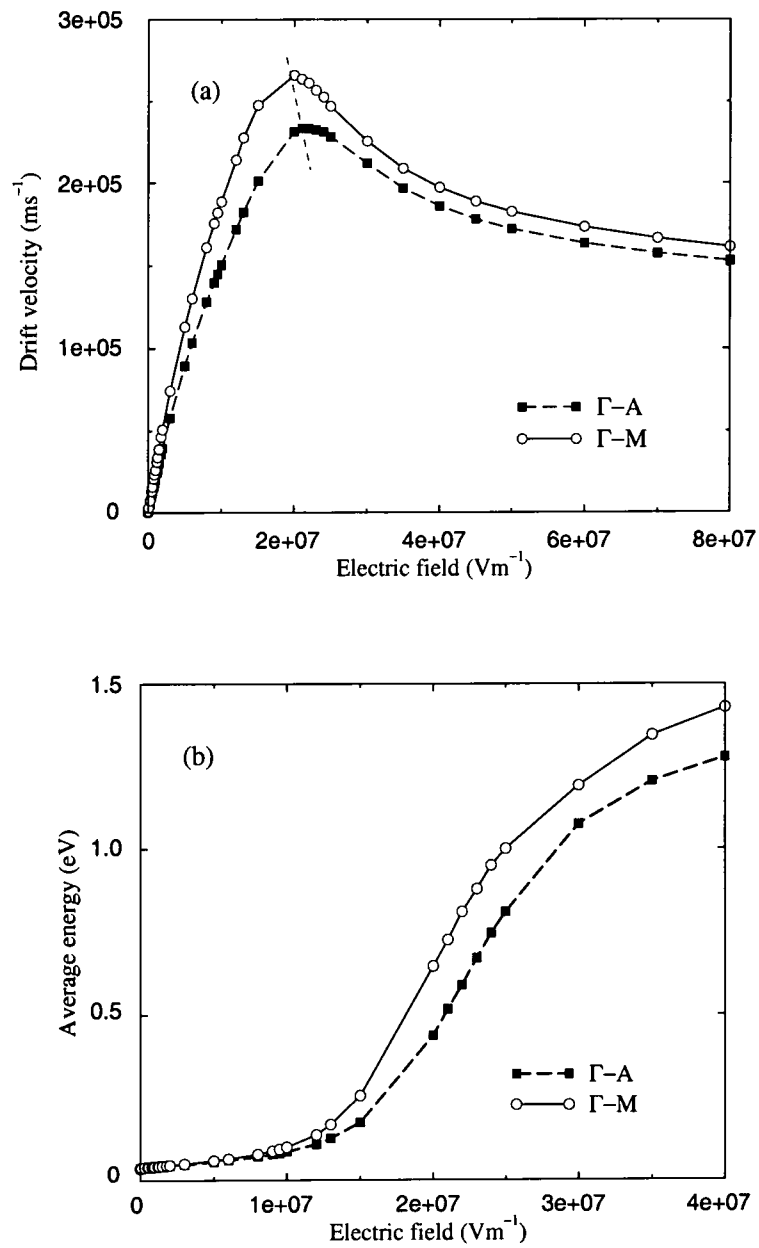 3e+05
(a)
2e+05
Drift velocity (ms⁻¹)
1e+05
Γ−A
Γ−M
0
0 2e+07 4e+07 6e+07 8e+07
Electric field (Vm⁻¹)
1.5
(b)
1.0
Average energy (eV)
0.5
Γ−A
Γ−M
0
0 1e+07 2e+07 3e+07 4e+07
Electric field (Vm⁻¹)